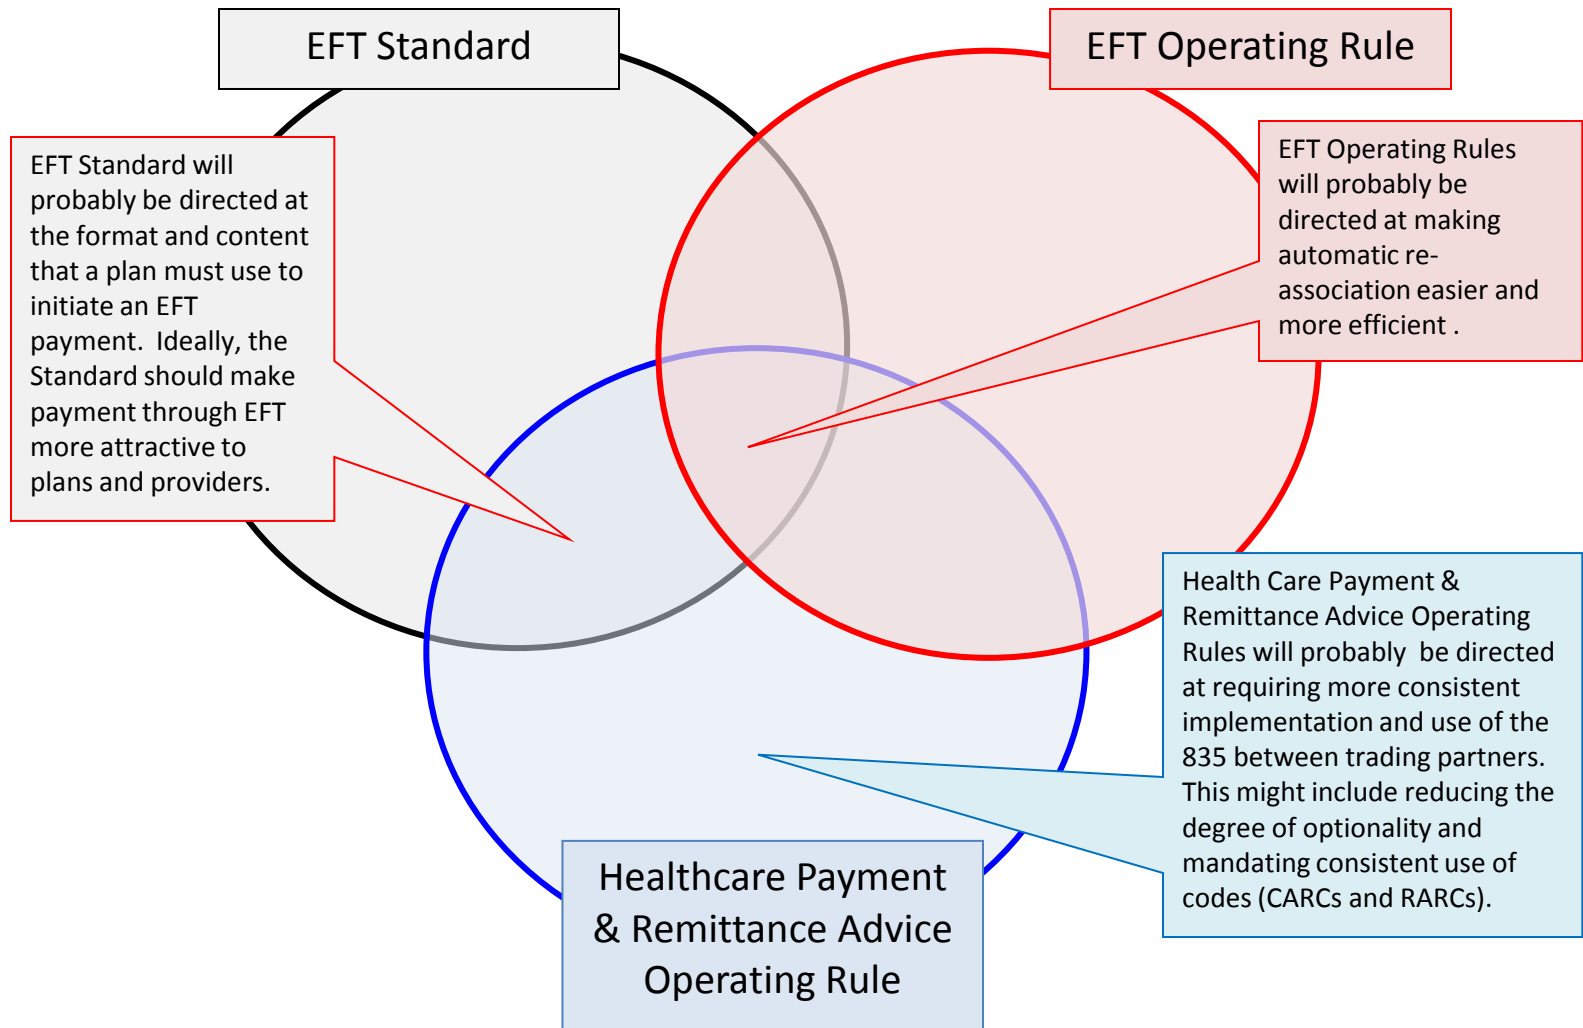 EFT Standard
EFT Operating Rule
EFT Standard will
probably be directed at
the format and content
that a plan must use to
initiate an EFT
payment.  Ideally, the
Standard should make
payment through EFT
more attractive to
plans and providers.
EFT Operating Rules
will probably be
directed at making
automatic re-
association easier and
more efficient .
Health Care Payment &
Remittance Advice Operating
Rules will probably  be directed
at requiring more consistent
implementation and use of the
835 between trading partners.
This might include reducing the
degree of optionality and
mandating consistent use of
codes (CARCs and RARCs).
Healthcare Payment
& Remittance Advice
Operating Rule